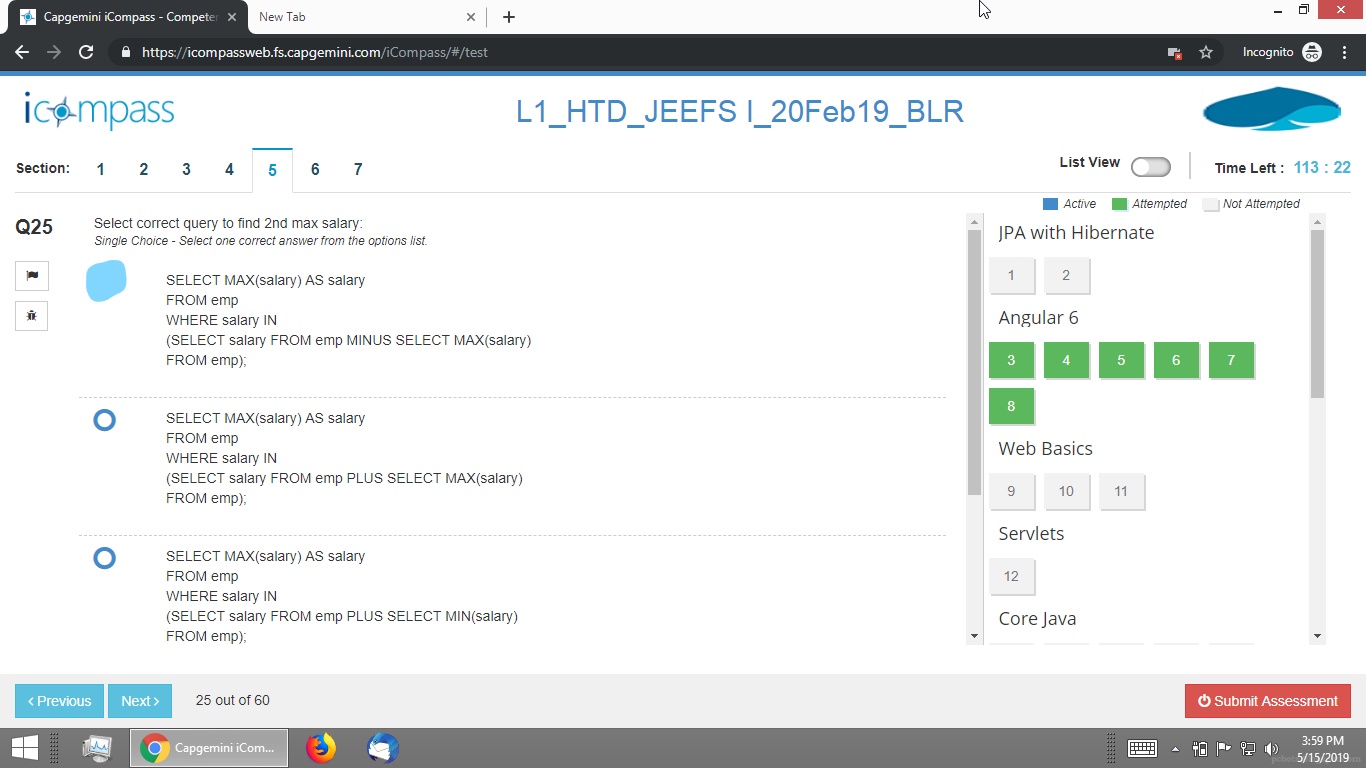 Capgemini iCompass - Competen
New Tab
https://icompassweb.fs.capgemini.com/iCompass/#/test
Incognito
icompass
L1_HTD_JEEFS I_20Feb19_BLR
Section: 1 2 3 4 5 6 7
List View
Time Left : 113 : 22
Active Attempted Not Attempted
Q25
Select correct query to find 2nd max salary:
Single Choice - Select one correct answer from the options list.
SELECT MAX(salary) AS salary
FROM emp
WHERE salary IN
(SELECT salary FROM emp MINUS SELECT MAX(salary)
FROM emp);
SELECT MAX(salary) AS salary
FROM emp
WHERE salary IN
(SELECT salary FROM emp PLUS SELECT MAX(salary)
FROM emp);
SELECT MAX(salary) AS salary
FROM emp
WHERE salary IN
(SELECT salary FROM emp PLUS SELECT MIN(salary)
FROM emp);
JPA with Hibernate
1 2
Angular 6
3 4 5 6 7
8
Web Basics
9 10 11
Servlets
12
Core Java
< Previous
Next >
25 out of 60
Submit Assessment
Capgemini iCom...
3:59 PM
5/15/2019